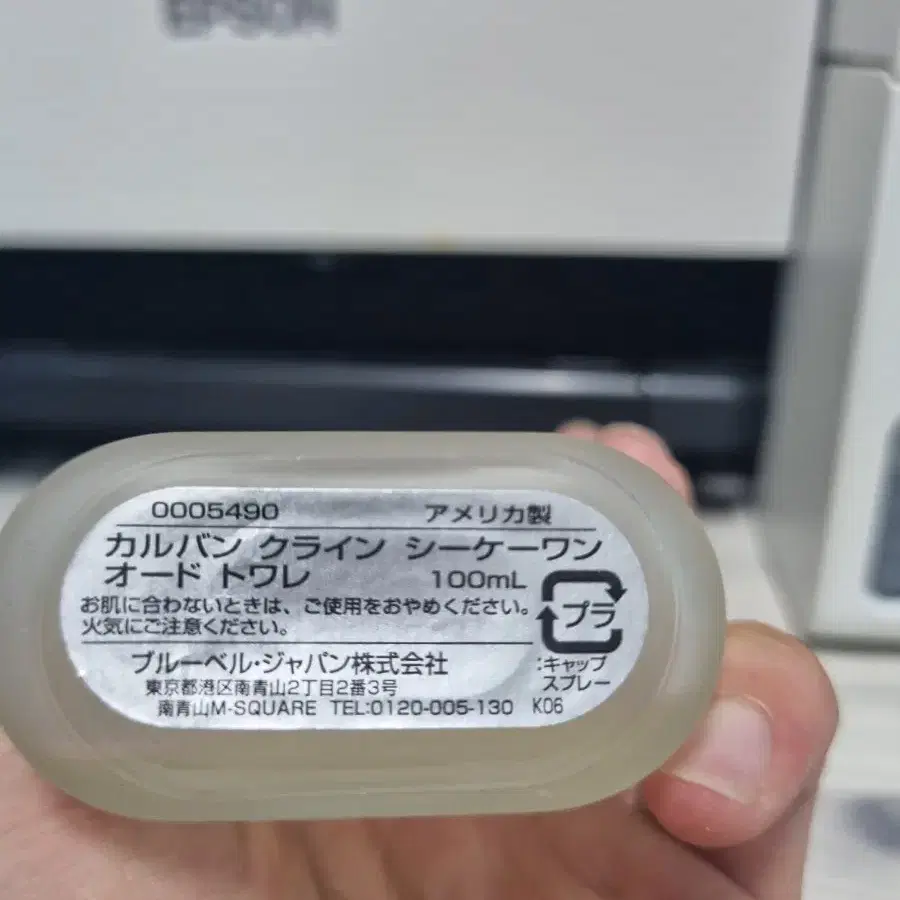 EPSON
0005490 アメリカ製
カルバン クライン シーケーワン
オード トワレ 100mL
お肌に合わないときは、ご使用をおやめください。
火気にご注意ください。
プラ
ブルーベル・ジャパン株式会社
:キャップ
スプレー
東京都港区南青山2丁目2番3号
南青山M-SQUARE TEL:0120-005-130 K06